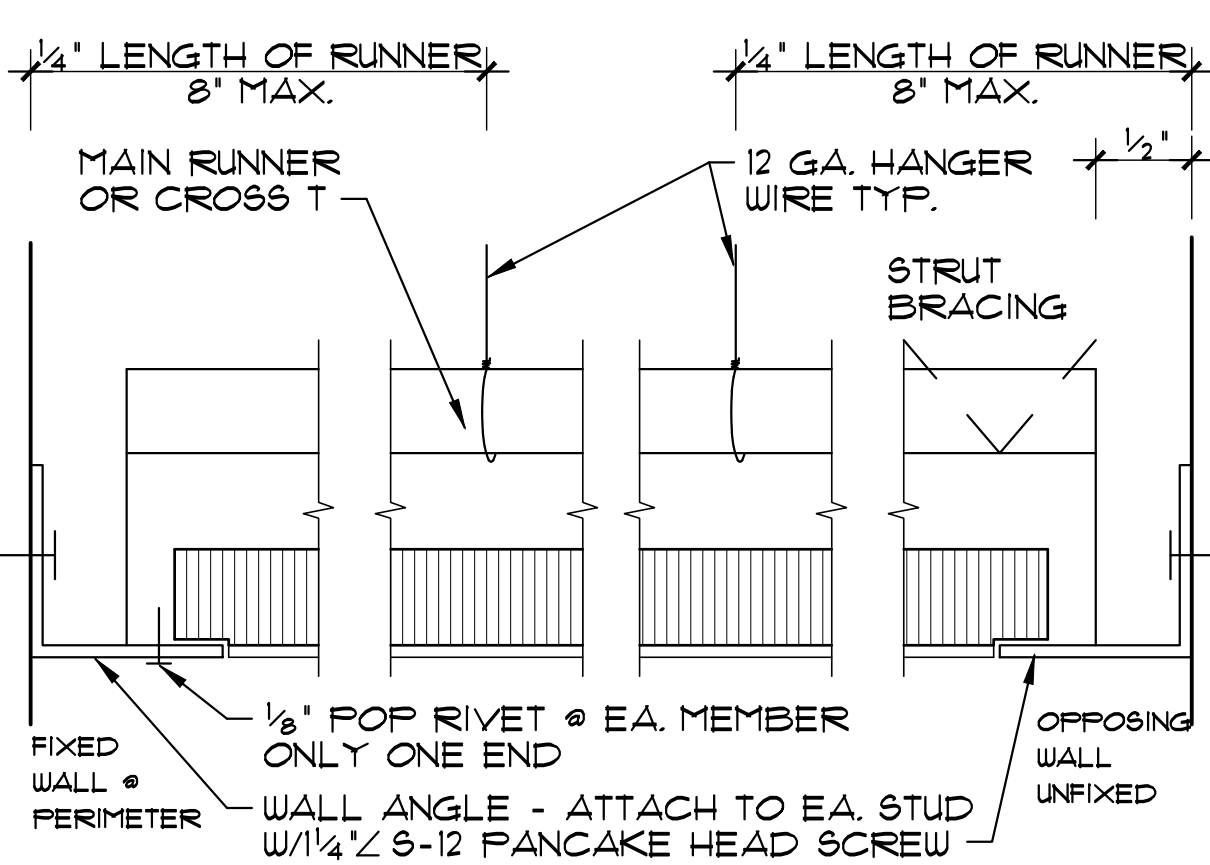 1/4" LENGTH OF RUNNER
8" MAX.
1/4" LENGTH OF RUNNER
8" MAX.
MAIN RUNNER
OR CROSS T
12 GA. HANGER
WIRE TYP.
1/2"
STRUT
BRACING
1/8" POP RIVET @ EA. MEMBER
ONLY ONE END
FIXED
WALL @
PERIMETER
OPPOSING
WALL
UNFIXED
WALL ANGLE - ATTACH TO EA. STUD
W/1 1/4"∠ S-12 PANCAKE HEAD SCREW